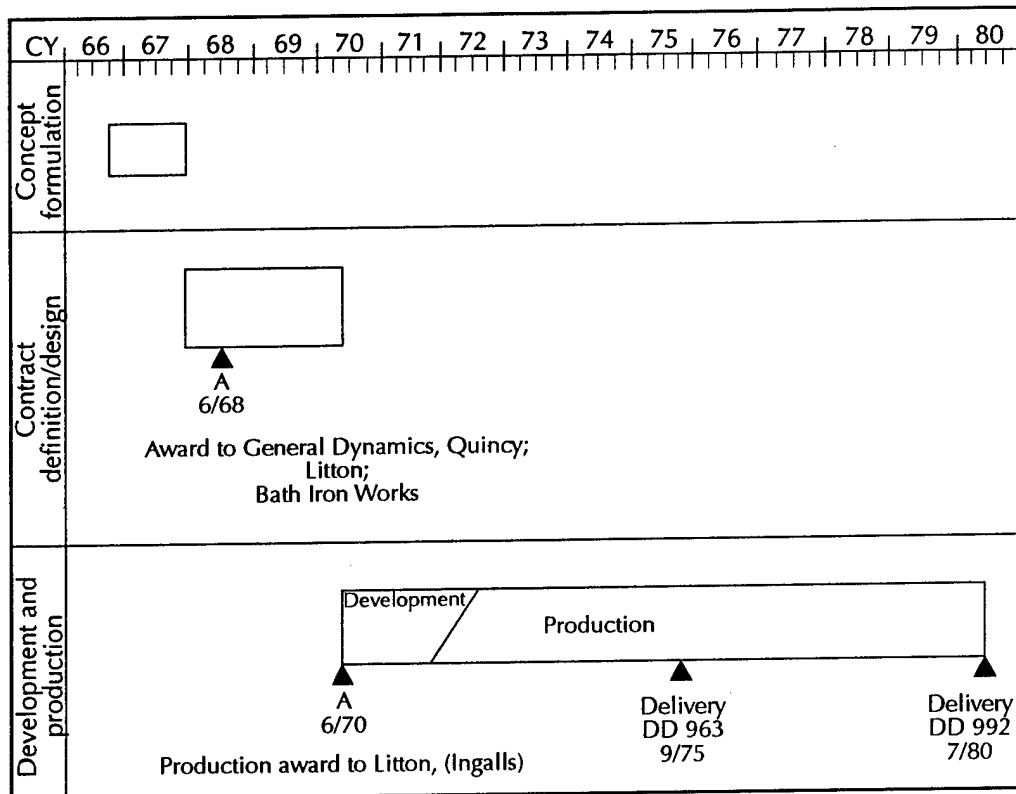 CY 66 67 68 69 70 71 72 73 74 75 76 77 78 79 80
Concept
formulation
Contract
definition/design
A
6/68
Award to General Dynamics, Quincy;
Litton;
Bath Iron Works
Development and
production
Development
Production
A
6/70
Production award to Litton, (Ingalls)
Delivery
DD 963
9/75
Delivery
DD 992
7/80